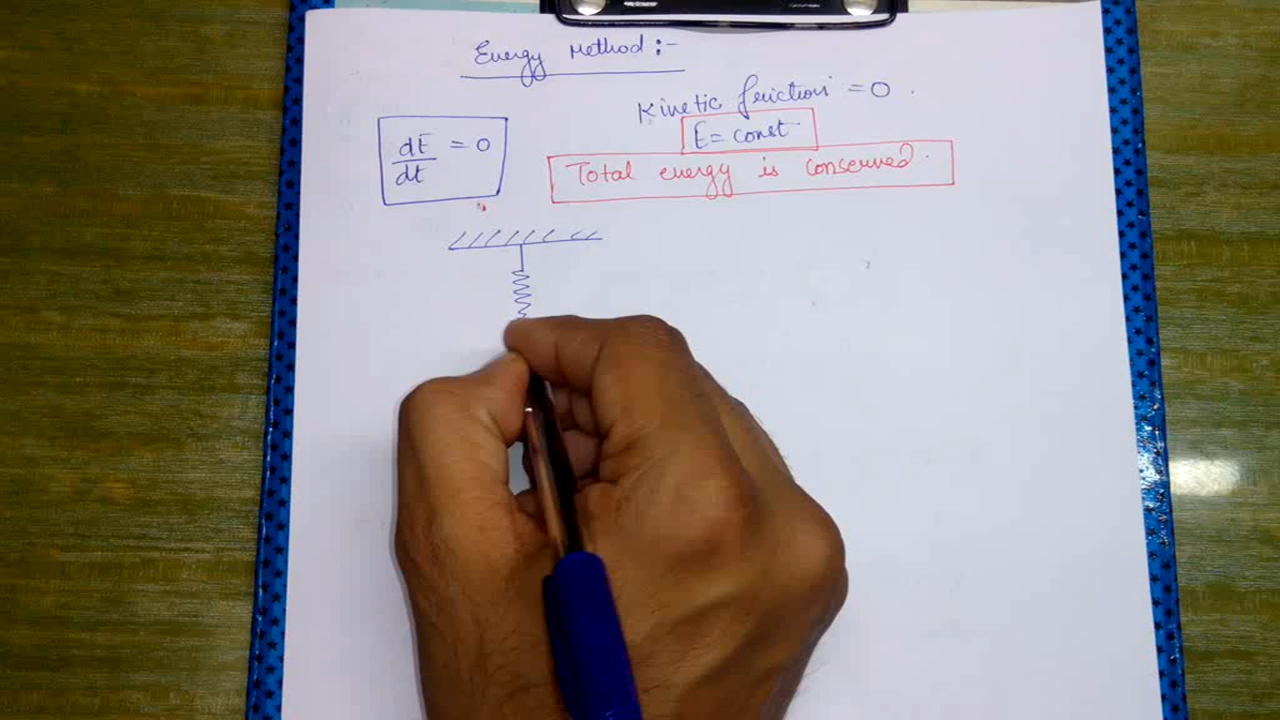 Energy Method :-
Kinetic friction = 0 .
E = const
dE/dt = 0
Total energy is conserved.